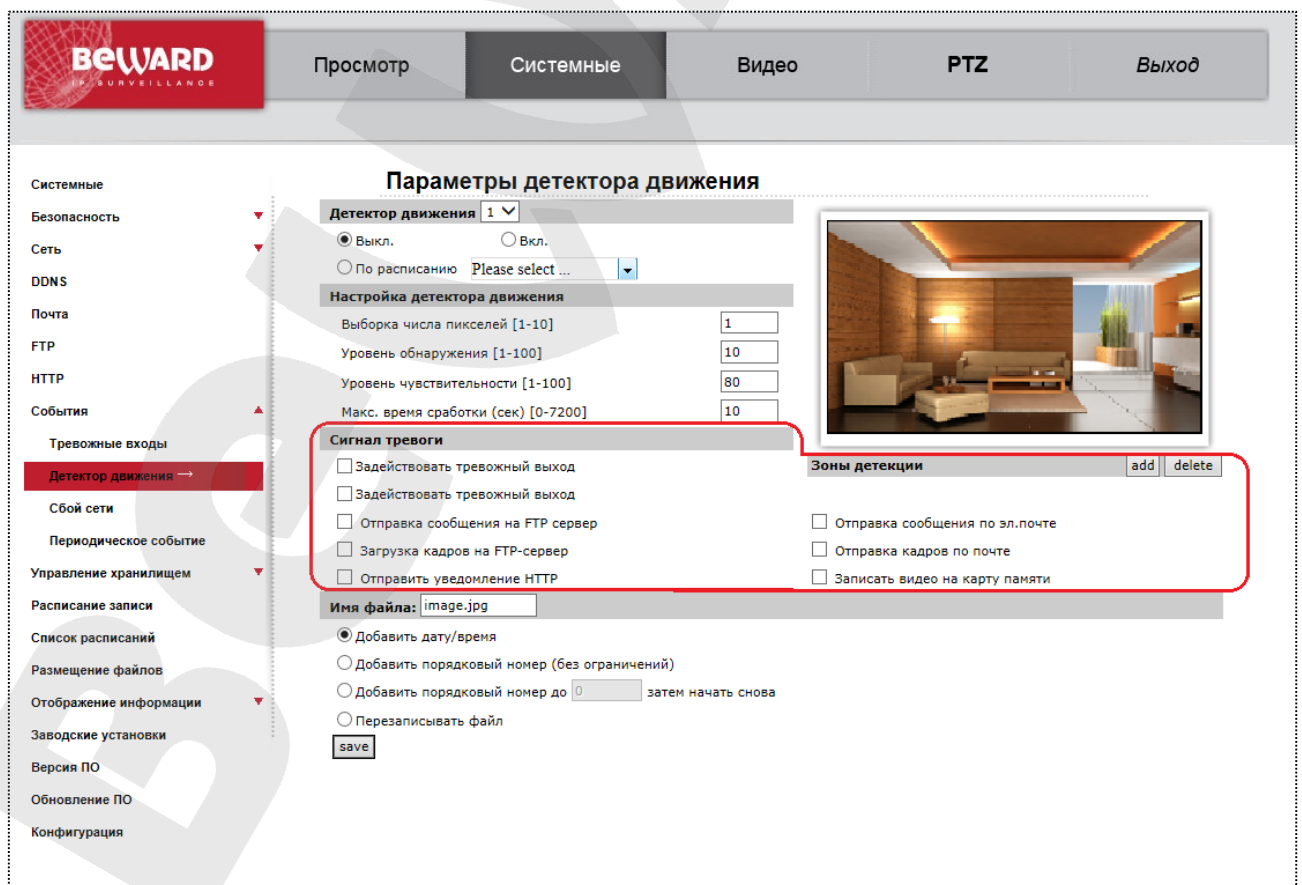 BEWARD
IP SURVEILLANCE
Просмотр
Системные
Видео
PTZ
Выход
Системные
Безопасность
Сеть
DDNS
Почта
FTP
HTTP
События
Тревожные входы
Детектор движения →
Сбой сети
Периодическое событие
Управление хранилищем
Расписание записи
Список расписаний
Размещение файлов
Отображение информации
Заводские установки
Версия ПО
Обновление ПО
Конфигурация
Параметры детектора движения
Детектор движения 1
Выкл. Вкл.
По расписанию Please select ...
Настройка детектора движения
Выборка числа пикселей [1-10] 1
Уровень обнаружения [1-100] 10
Уровень чувствительности [1-100] 80
Макс. время сработки (сек) [0-7200] 10
Сигнал тревоги
Задействовать тревожный выход
Зоны детекции add delete
Задействовать тревожный выход
Отправка сообщения на FTP сервер
Отправка сообщения по эл.почте
Загрузка кадров на FTP-сервер
Отправка кадров по почте
Отправить уведомление HTTP
Записать видео на карту памяти
Имя файла: image.jpg
Добавить дату/время
Добавить порядковый номер (без ограничений)
Добавить порядковый номер до 0 затем начать снова
Перезаписывать файл
save